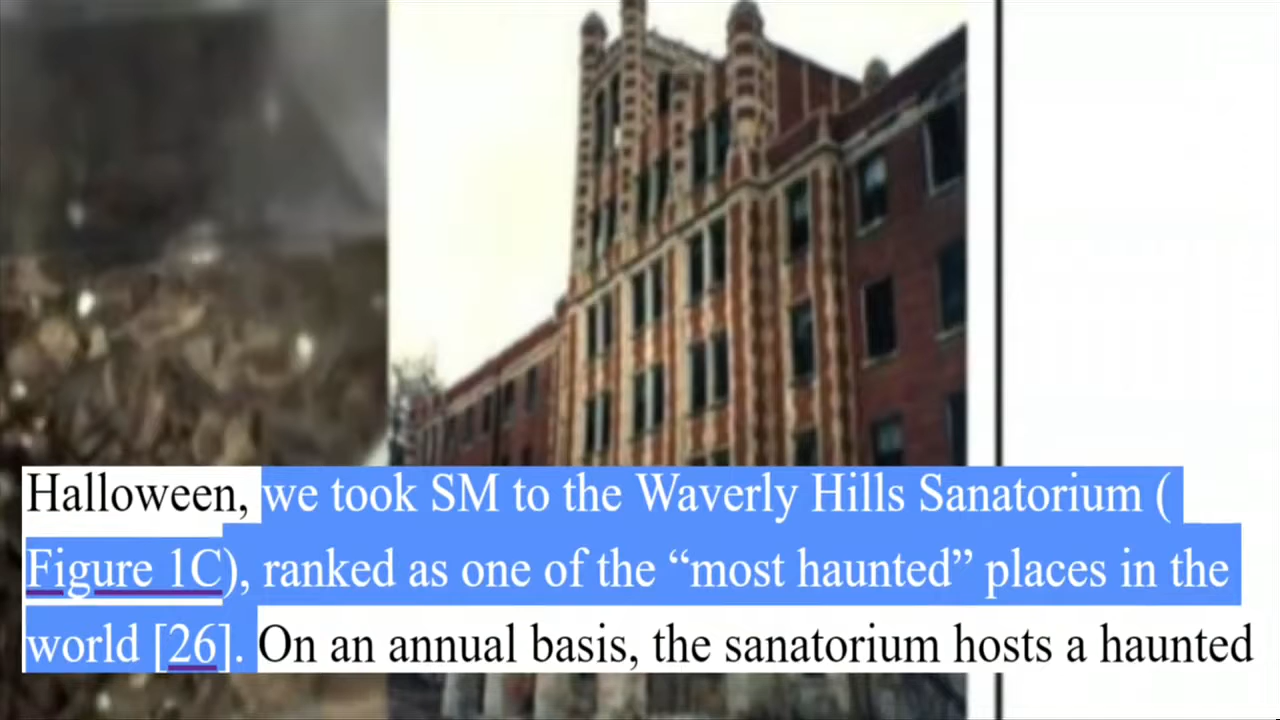 Halloween, we took SM to the Waverly Hills Sanatorium (
Figure 1C), ranked as one of the “most haunted” places in the
world [26]. On an annual basis, the sanatorium hosts a haunted